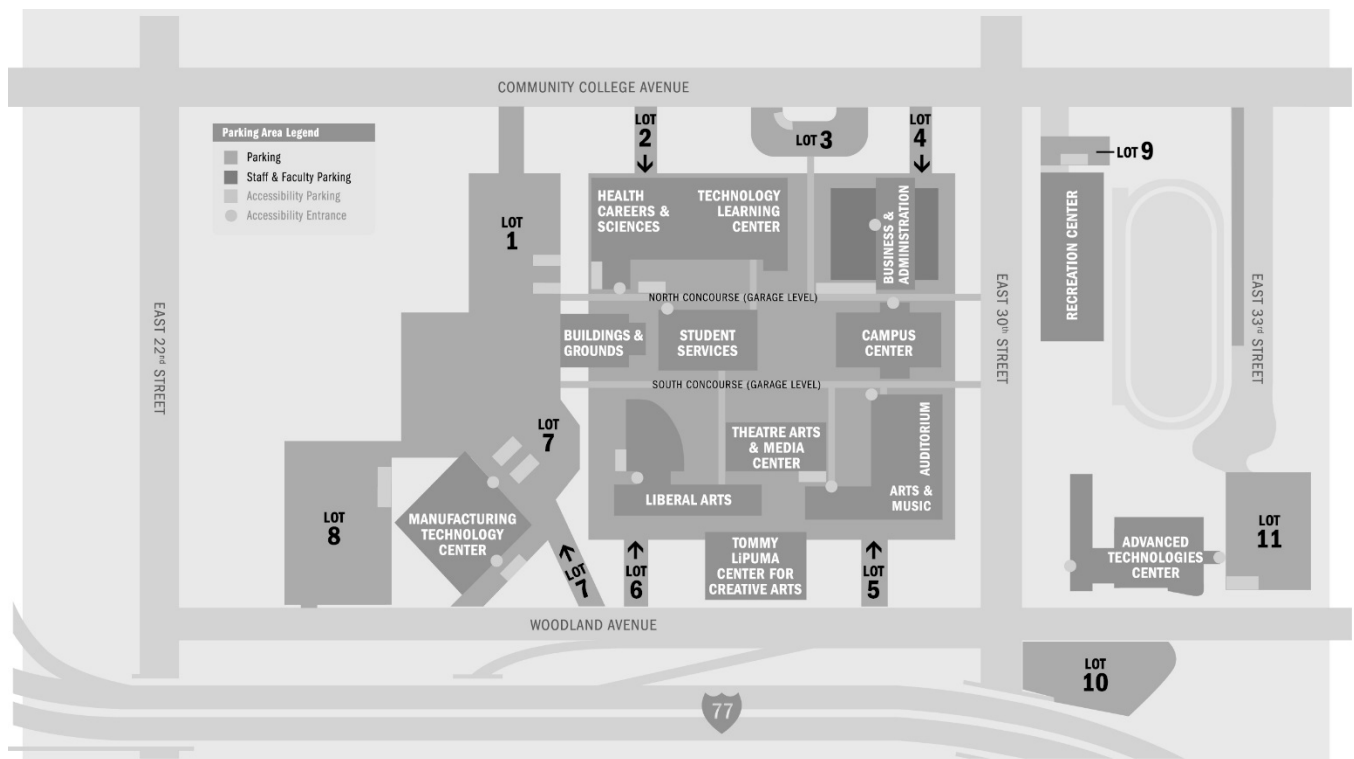 COMMUNITY COLLEGE AVENUE
Parking Area Legend
Parking
Staff & Faculty Parking
Accessibility Parking
Accessibility Entrance
LOT
1
LOT
2
LOT 3
LOT
4
LOT 9
HEALTH
CAREERS &
SCIENCES
TECHNOLOGY
LEARNING
CENTER
BUSINESS &
ADMINISTRATION
RECREATION CENTER
EAST 22nd STREET
EAST 30th STREET
EAST 33rd STREET
NORTH CONCOURSE (GARAGE LEVEL)
BUILDINGS &
GROUNDS
STUDENT
SERVICES
CAMPUS
CENTER
SOUTH CONCOURSE (GARAGE LEVEL)
LOT
7
THEATRE ARTS
& MEDIA
CENTER
AUDITORIUM
LIBERAL ARTS
ARTS &
MUSIC
LOT
8
MANUFACTURING
TECHNOLOGY
CENTER
LOT
7
LOT
6
TOMMY
LiPUMA
CENTER FOR
CREATIVE ARTS
LOT
5
ADVANCED
TECHNOLOGIES
CENTER
LOT
11
WOODLAND AVENUE
LOT
10
77